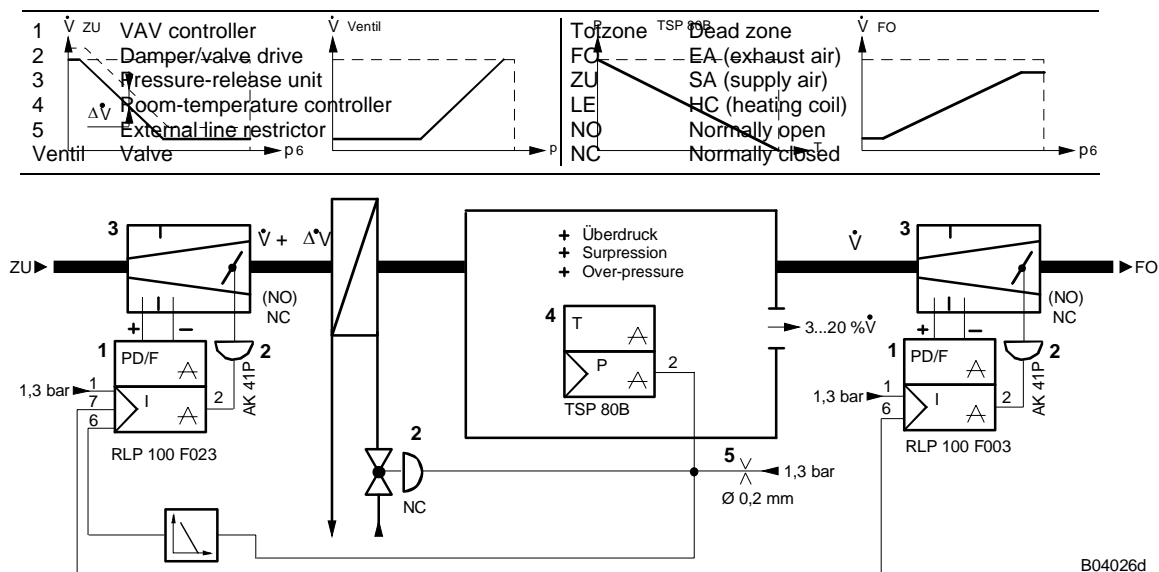 1 VAV controller
2 Damper/valve drive
3 Pressure-release unit
4 Room-temperature controller
5 External line restrictor
Ventil Valve
Totzone Dead zone
FO EA (exhaust air)
ZU SA (supply air)
LE HC (heating coil)
NO Normally open
NC Normally closed
V̇ ZU
ΔV̇
p6
V̇ Ventil
p
P TSP 80B
T
V̇ FO
p6
3
V̇ + ΔV̇
ZU
(NO)
NC
+ −
1 PD/F
2
AK 41P
1,3 bar 1
7
6
I
2
RLP 100 F023
+ Überdruck
+ Surpression
+ Over-pressure
4 T
P
2
TSP 80B
3...20 %V̇
V̇
3
FO
(NO)
NC
+ −
1 PD/F
2
AK 41P
1,3 bar 1
6
I
2
RLP 100 F003
2
NC
5
1,3 bar
Ø 0,2 mm
B04026d